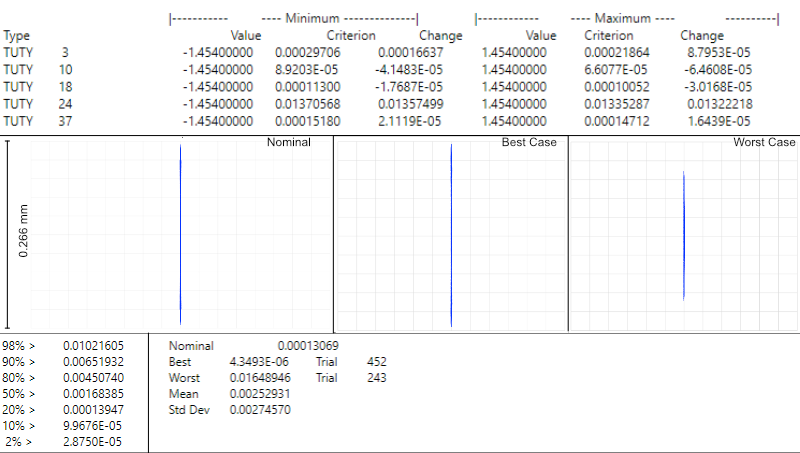 |----------- ---- Minimum --------------| |----------- ---- Maximum ---- ----------|
Type Value Criterion Change Value Criterion Change
TUTY 3 -1.45400000 0.00029706 0.00016637 1.45400000 0.00021864 8.7953E-05
TUTY 10 -1.45400000 8.9203E-05 -4.1483E-05 1.45400000 6.6077E-05 -6.4608E-05
TUTY 18 -1.45400000 0.00011300 -1.7687E-05 1.45400000 0.00010052 -3.0168E-05
TUTY 24 -1.45400000 0.01370568 0.01357499 1.45400000 0.01335287 0.01322218
TUTY 37 -1.45400000 0.00015180 2.1119E-05 1.45400000 0.00014712 1.6439E-05
Nominal Best Case Worst Case
0.266 mm
98% > 0.01021605
90% > 0.00651932
80% > 0.00450740
50% > 0.00168385
20% > 0.00013947
10% > 9.9676E-05
2% > 2.8750E-05
Nominal 0.00013069
Best 4.3493E-06 Trial 452
Worst 0.01648946 Trial 243
Mean 0.00252931
Std Dev 0.00274570